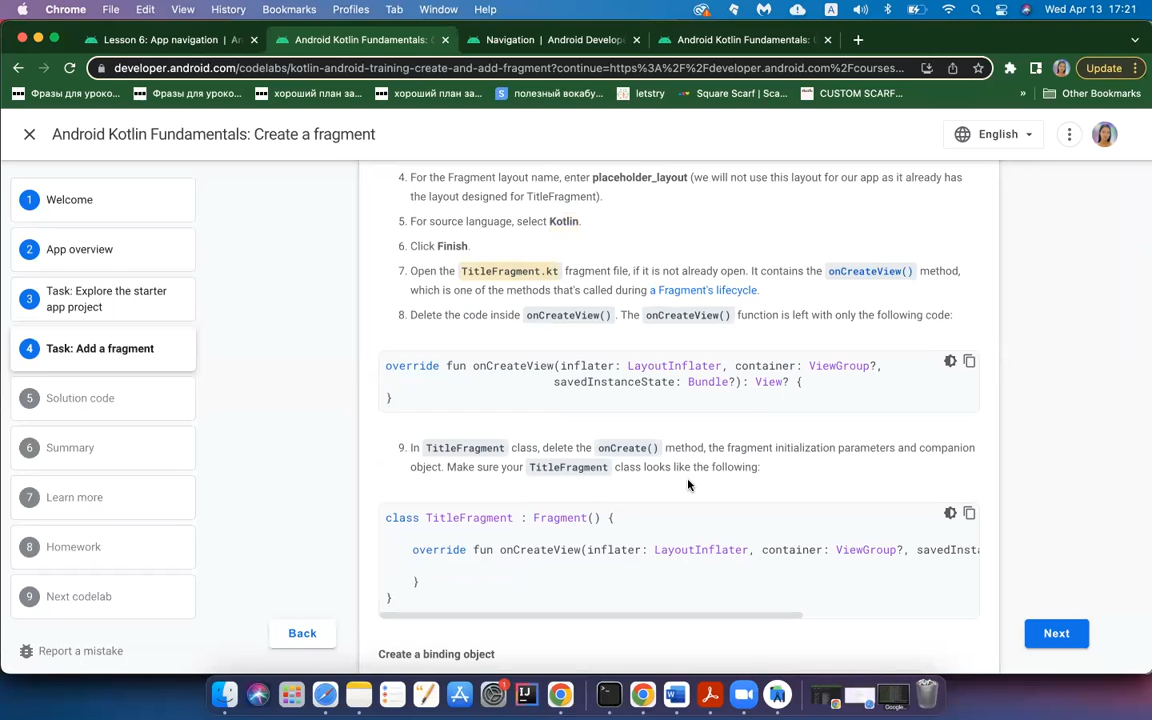 Chrome File Edit View History Bookmarks Profiles Tab Window Help A Wed Apr 13 17:21
Lesson 6: App navigation | An
Android Kotlin Fundamentals:
Navigation | Android Develop
Android Kotlin Fundamentals:
developer.android.com/codelabs/kotlin-android-training-create-and-add-fragment?continue=https%3A%2F%2Fdeveloper.android.com%2Fcourses...
Update
Фразы для уроко...
Фразы для уроко...
хороший план за...
хороший план за...
полезный вокабу...
letstry
Square Scarf | Sca...
CUSTOM SCARF...
»
Other Bookmarks
Android Kotlin Fundamentals: Create a fragment
English
1 Welcome
2 App overview
3 Task: Explore the starter
app project
4 Task: Add a fragment
5 Solution code
6 Summary
7 Learn more
8 Homework
9 Next codelab
Report a mistake
4. For the Fragment layout name, enter placeholder_layout (we will not use this layout for our app as it already has
the layout designed for TitleFragment).
5. For source language, select Kotlin.
6. Click Finish.
7. Open the TitleFragment.kt fragment file, if it is not already open. It contains the onCreateView() method,
which is one of the methods that's called during a Fragment's lifecycle.
8. Delete the code inside onCreateView(). The onCreateView() function is left with only the following code:
override fun onCreateView(inflater: LayoutInflater, container: ViewGroup?,
savedInstanceState: Bundle?): View? {
}
9. In TitleFragment class, delete the onCreate() method, the fragment initialization parameters and companion
object. Make sure your TitleFragment class looks like the following:
class TitleFragment : Fragment() {
override fun onCreateView(inflater: LayoutInflater, container: ViewGroup?, savedInsta
}
}
Create a binding object
Back
Next
1